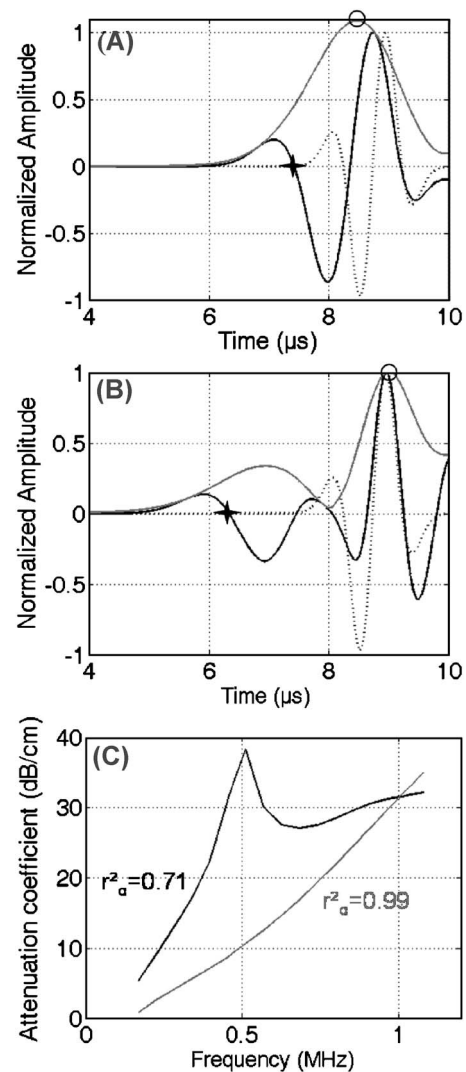 (A)
Normalized Amplitude
1
0.5
0
-0.5
-1
4
6
8
10
Time (µs)
(B)
Normalized Amplitude
1
0.5
0
-0.5
-1
4
6
8
10
Time (µs)
(C)
Attenuation coefficient (dB/cm)
40
30
20
10
0
r²ₐ=0.71
r²ₐ=0.99
0
0.5
1
Frequency (MHz)